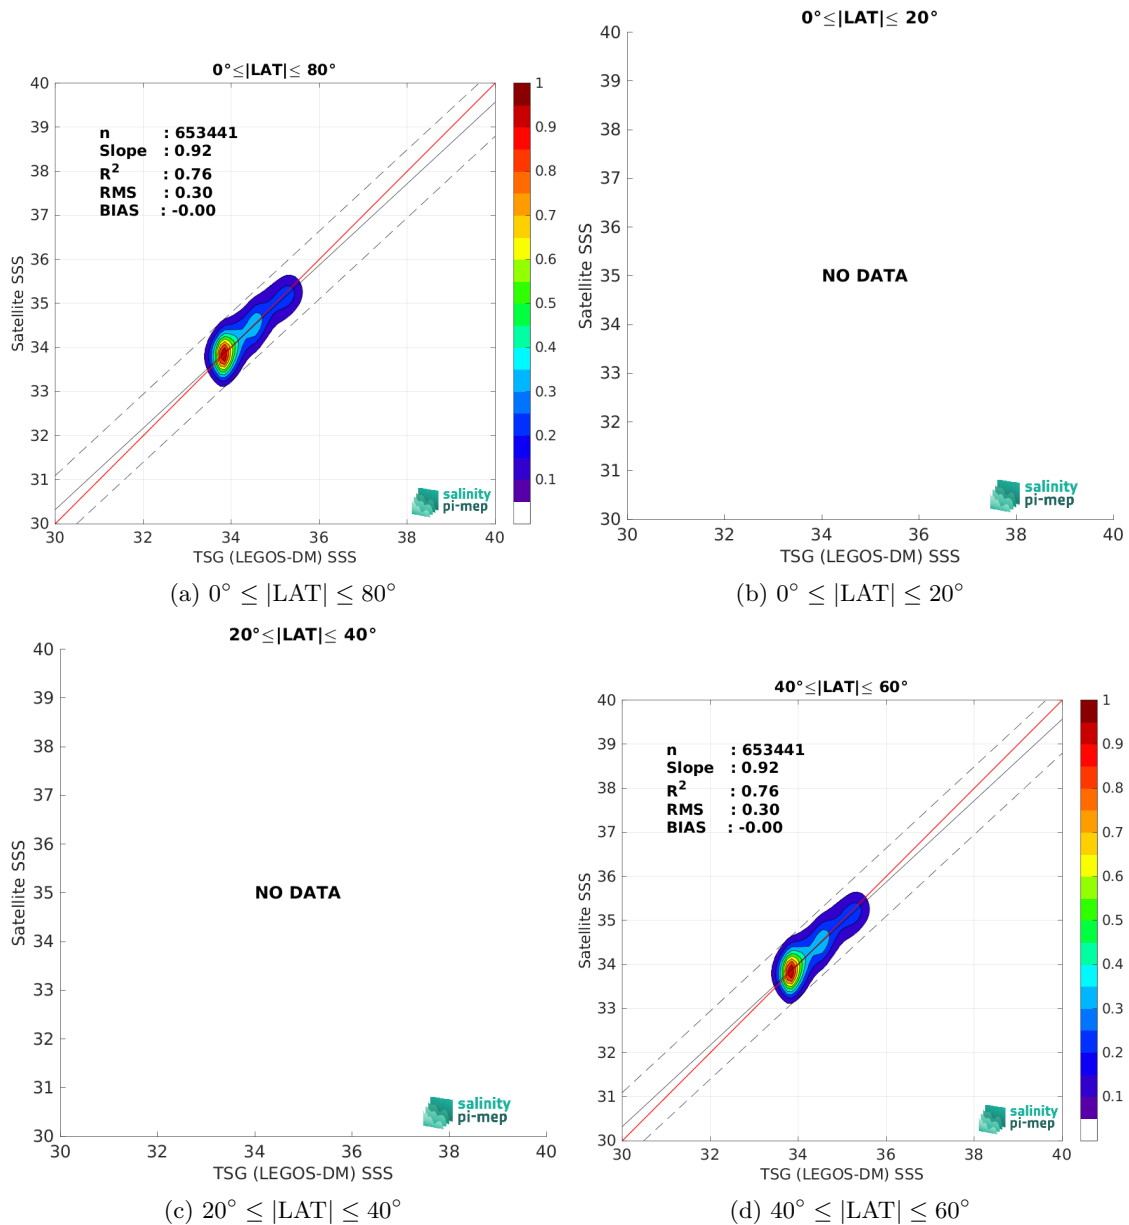 0°≤|LAT|≤ 80°
40
39
38
37
36
35
34
33
32
31
30
n : 653441
Slope : 0.92
R² : 0.76
RMS : 0.30
BIAS : -0.00
Satellite SSS
30 32 34 36 38 40
TSG (LEGOS-DM) SSS
1
0.9
0.8
0.7
0.6
0.5
0.4
0.3
0.2
0.1
salinity
pi-mep
(a) 0° ≤ |LAT| ≤ 80°
0°≤|LAT|≤ 20°
40
39
38
37
36
35
34
33
32
31
30
Satellite SSS
NO DATA
salinity
pi-mep
30 32 34 36 38 40
TSG (LEGOS-DM) SSS
(b) 0° ≤ |LAT| ≤ 20°
20°≤|LAT|≤ 40°
40
39
38
37
36
35
34
33
32
31
30
Satellite SSS
NO DATA
salinity
pi-mep
30 32 34 36 38 40
TSG (LEGOS-DM) SSS
(c) 20° ≤ |LAT| ≤ 40°
40°≤|LAT|≤ 60°
40
39
38
37
36
35
34
33
32
31
30
n : 653441
Slope : 0.92
R² : 0.76
RMS : 0.30
BIAS : -0.00
Satellite SSS
30 32 34 36 38 40
TSG (LEGOS-DM) SSS
1
0.9
0.8
0.7
0.6
0.5
0.4
0.3
0.2
0.1
salinity
pi-mep
(d) 40° ≤ |LAT| ≤ 60°